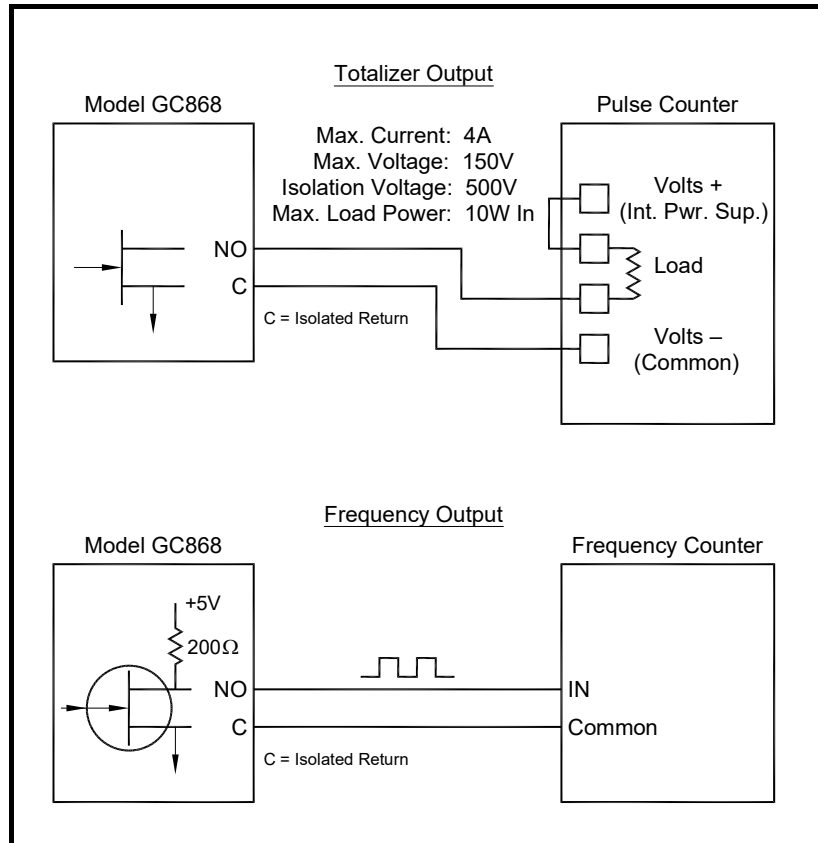 Totalizer Output
Model GC868
Pulse Counter
Max. Current: 4A
Max. Voltage: 150V
Isolation Voltage: 500V
Max. Load Power: 10W In
Volts +
(Int. Pwr. Sup.)
NO
Load
C
C = Isolated Return
Volts –
(Common)
Frequency Output
Model GC868
Frequency Counter
+5V
200Ω
NO
IN
C
Common
C = Isolated Return